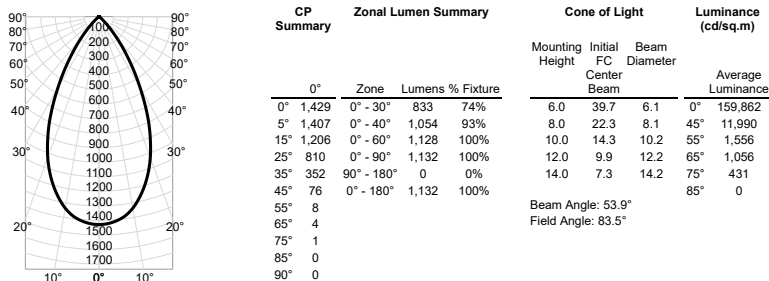 90° 90°
80° 80°
70° 70°
60° 60°
50° 50°
40° 40°
30° 30°
20° 20°
10° 0° 10°
100
200
300
400
500
600
700
800
900
1000
1100
1200
1300
1400
1500
1600
1700
CP Summary
0°
0° 1,429
5° 1,407
15° 1,206
25° 810
35° 352
45° 76
55° 8
65° 4
75° 1
85° 0
90° 0
Zonal Lumen Summary
Zone Lumens % Fixture
0° - 30° 833 74%
0° - 40° 1,054 93%
0° - 60° 1,128 100%
0° - 90° 1,132 100%
90° - 180° 0 0%
0° - 180° 1,132 100%
Cone of Light
Mounting Initial Beam
Height FC Diameter
Center
Beam
6.0 39.7 6.1
8.0 22.3 8.1
10.0 14.3 10.2
12.0 9.9 12.2
14.0 7.3 14.2
Beam Angle: 53.9°
Field Angle: 83.5°
Luminance
(cd/sq.m)
Average
Luminance
0° 159,862
45° 11,990
55° 1,556
65° 1,056
75° 431
85° 0